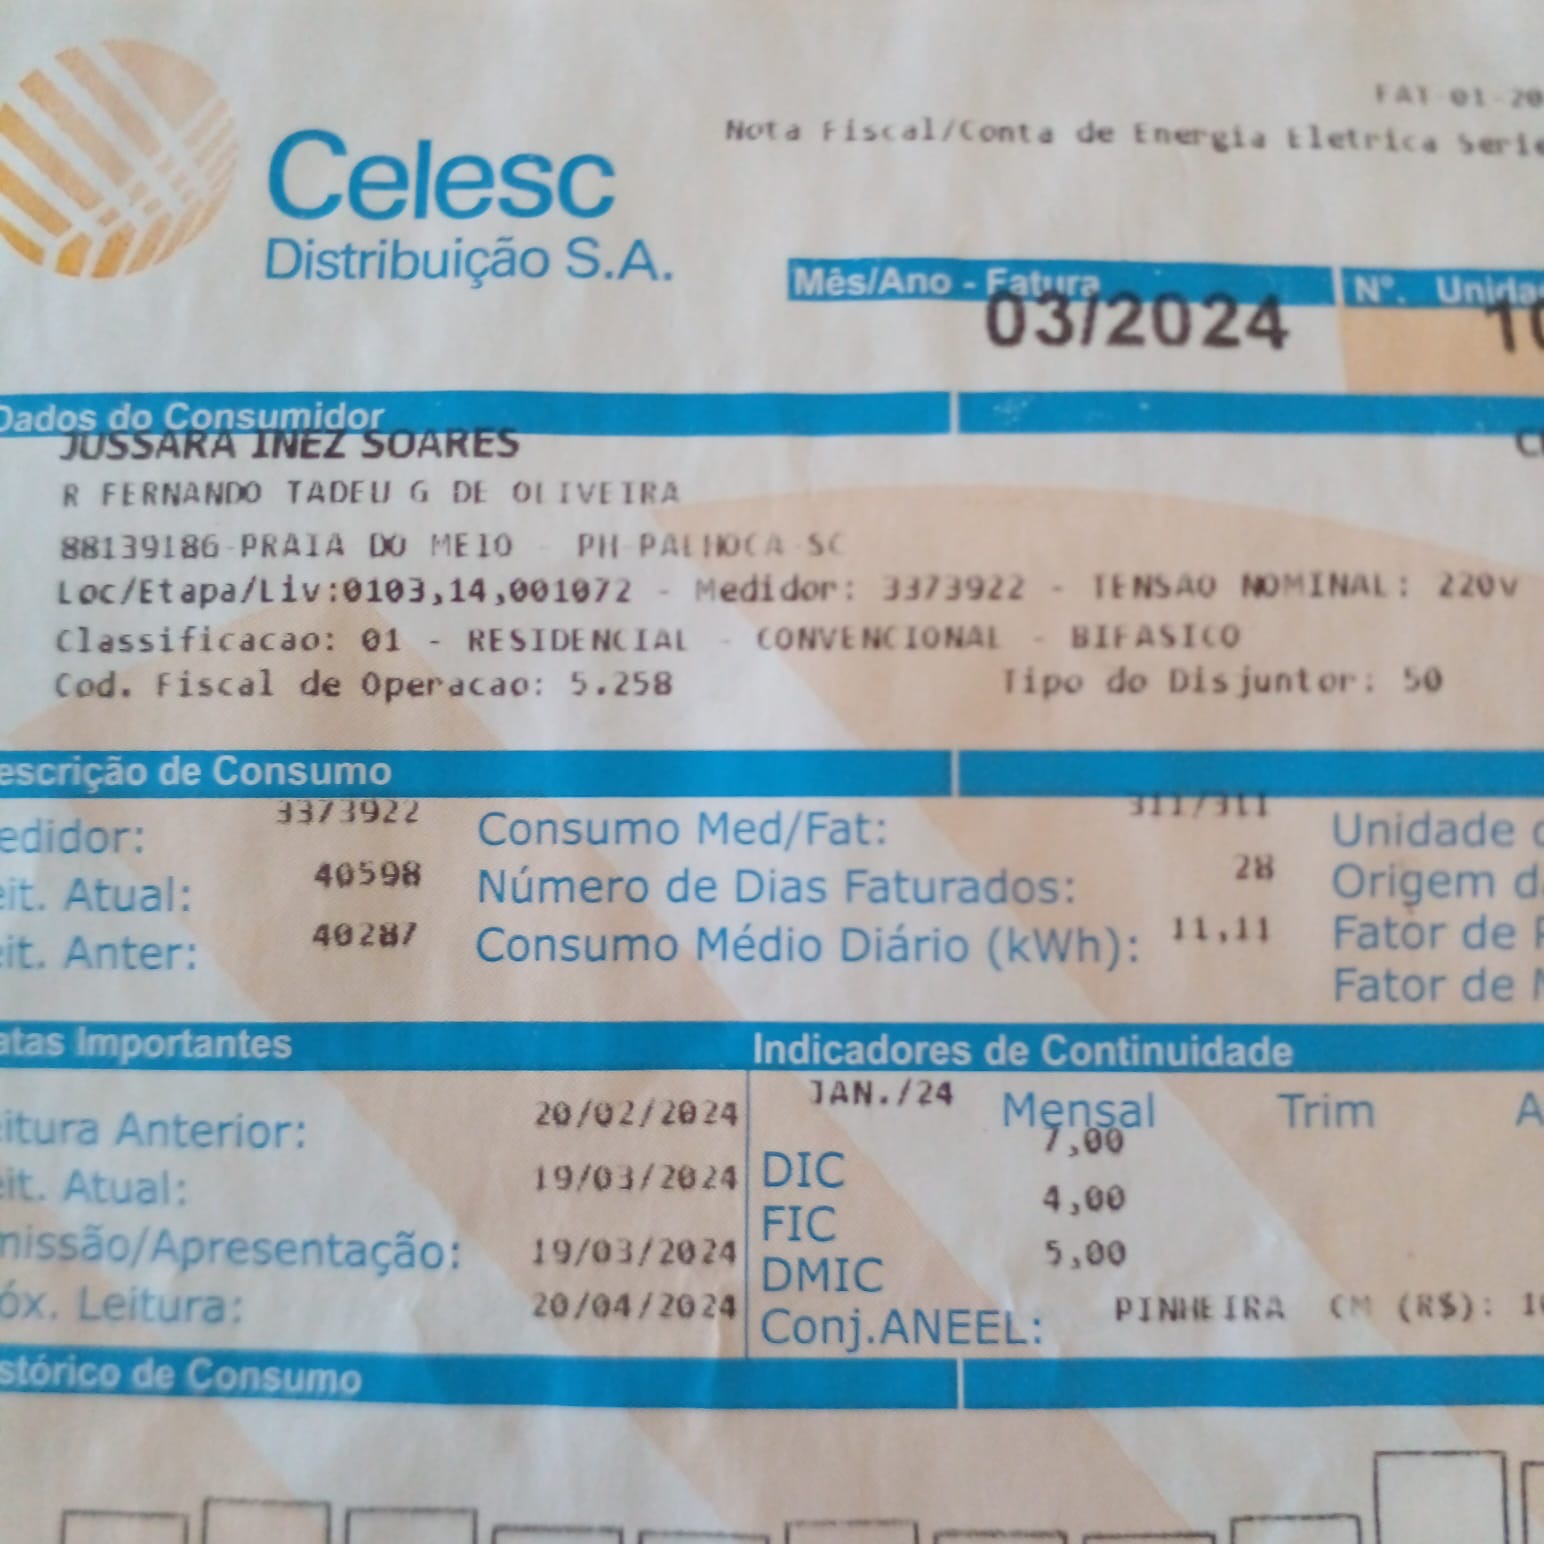 FAT-01-20
Nota Fiscal/Conta de Energia Eletrica Serie
Celesc
Distribuição S.A.
Mês/Ano - Fatura
Nº. Unida
03/2024
10
Dados do Consumidor
JUSSARA INEZ SOARES
R FERNANDO TADEU G DE OLIVEIRA
88139186-PRAIA DO MEIO - PH-PALHOCA-SC
Loc/Etapa/Liv:0103,14,001072 - Medidor: 3373922 - TENSAO NOMINAL: 220v
Classificacao: 01 - RESIDENCIAL - CONVENCIONAL - BIFASICO
Cod. Fiscal de Operacao: 5.258 Tipo do Disjuntor: 50
escrição de Consumo
edidor: 3373922 Consumo Med/Fat: 311/311 Unidade
eit. Atual: 40598 Número de Dias Faturados: 28 Origem d
eit. Anter: 40287 Consumo Médio Diário (kWh): 11,11 Fator de
Fator de
atas Importantes
Indicadores de Continuidade
JAN./24 Mensal Trim A
itura Anterior: 20/02/2024
DIC 7,00
eit. Atual: 19/03/2024
FIC 4,00
missão/Apresentação: 19/03/2024
DMIC 5,00
óx. Leitura: 20/04/2024
Conj.ANEEL: PINHEIRA CM (R$): 10
stórico de Consumo